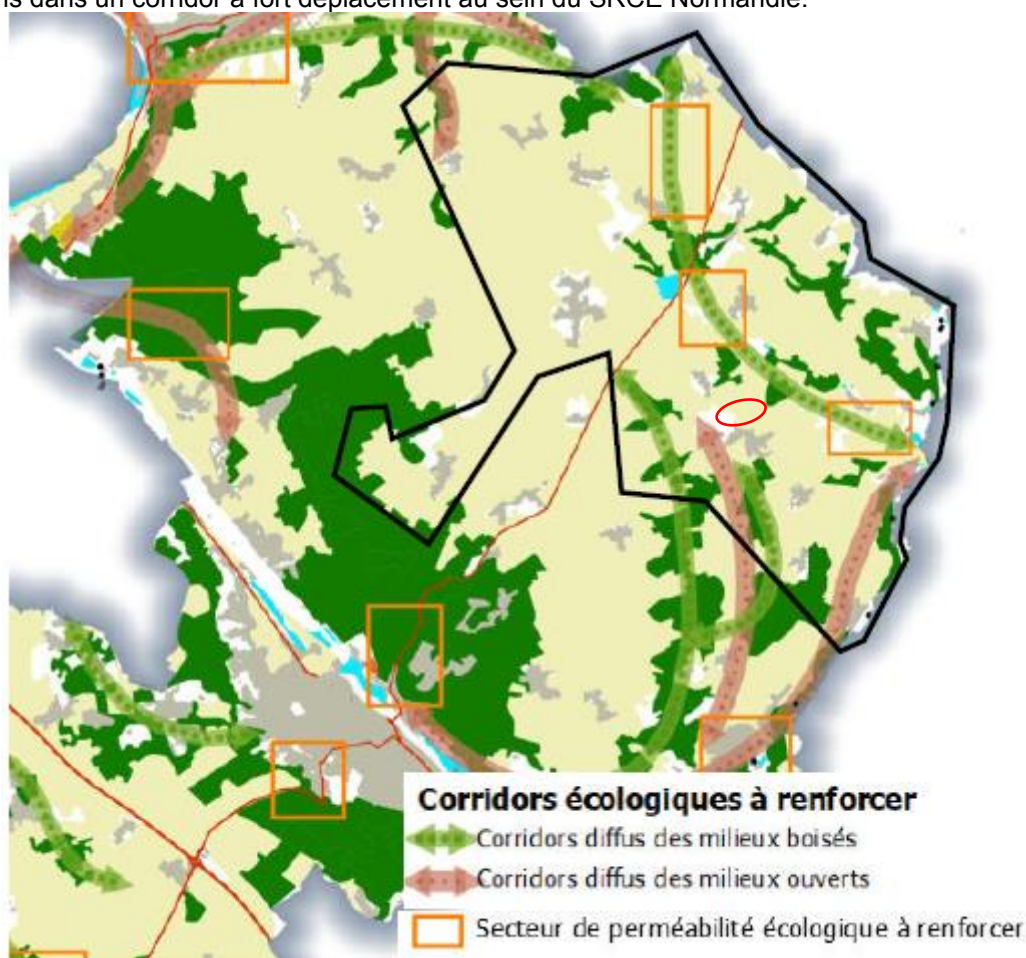 ns dans un corridor à fort déplacement au sein du SRCE Normandie.
Corridors écologiques à renforcer
Corridors diffus des milieux boisés
Corridors diffus des milieux ouverts
Secteur de perméabilité écologique à renforcer